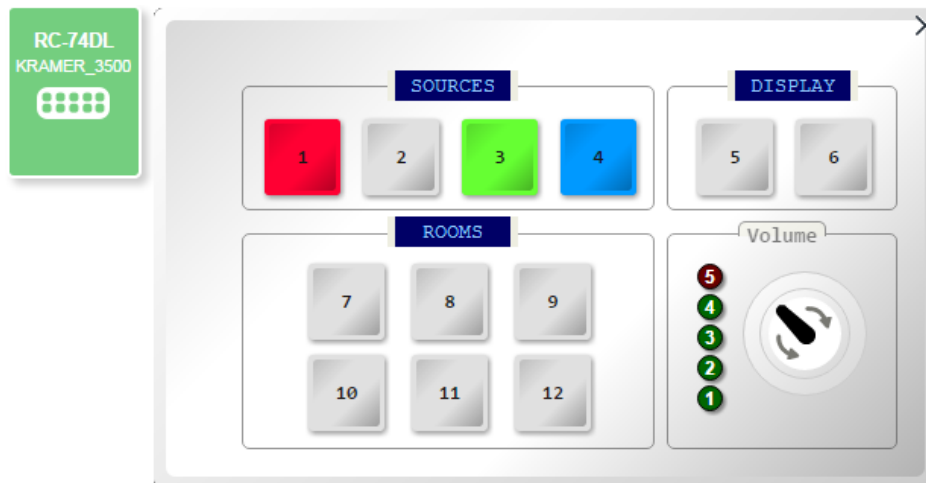 RC-74DL
KRAMER_3500
SOURCES
1 2 3 4
DISPLAY
5 6
ROOMS
7 8 9
10 11 12
Volume
5
4
3
2
1